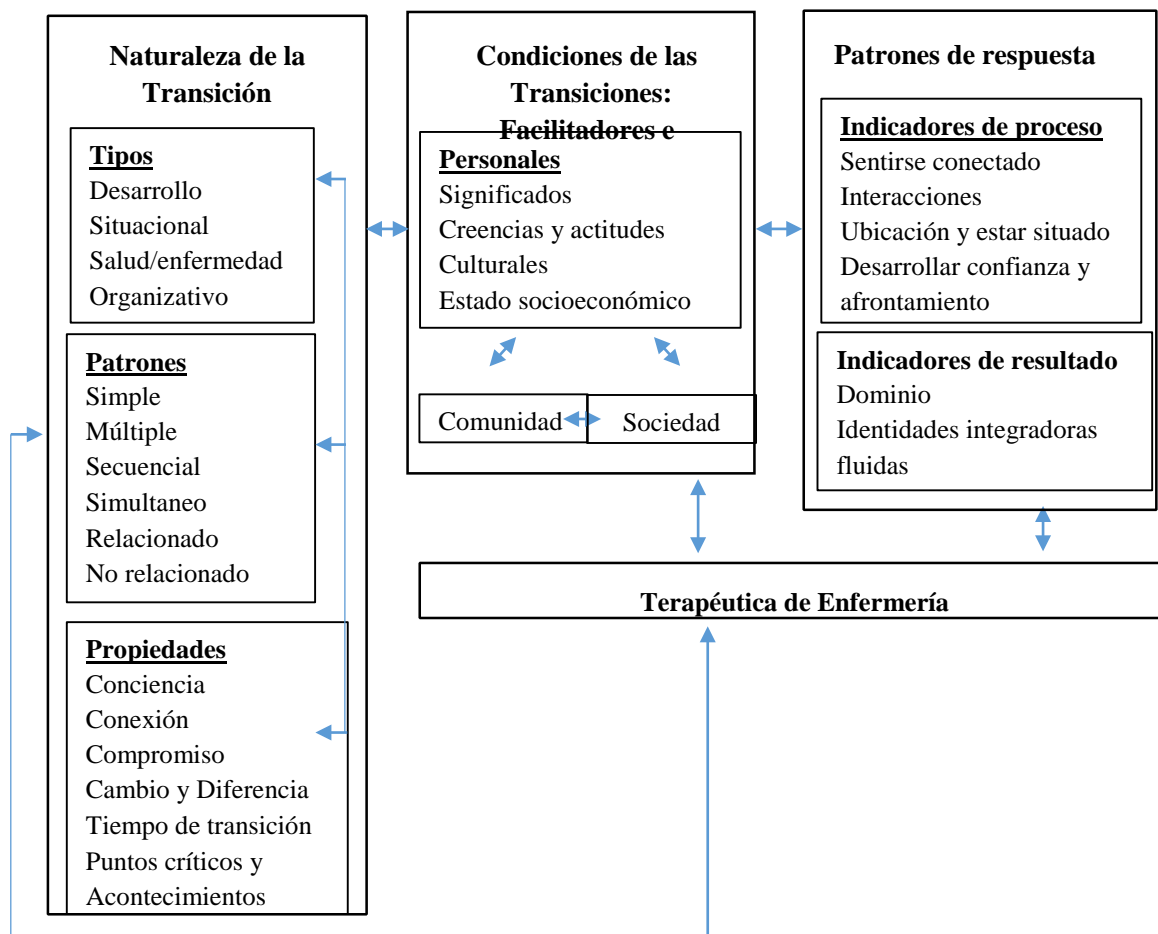 Naturaleza de la
Transición
Tipos
Desarrollo
Situacional
Salud/enfermedad
Organizativo
Patrones
Simple
Múltiple
Secuencial
Simultaneo
Relacionado
No relacionado
Propiedades
Conciencia
Conexión
Compromiso
Cambio y Diferencia
Tiempo de transición
Puntos críticos y
Acontecimientos
Condiciones de las
Transiciones:
Facilitadores e
Personales
Significados
Creencias y actitudes
Culturales
Estado socioeconómico
Comunidad
Sociedad
Patrones de respuesta
Indicadores de proceso
Sentirse conectado
Interacciones
Ubicación y estar situado
Desarrollar confianza y
afrontamiento
Indicadores de resultado
Dominio
Identidades integradoras
fluidas
Terapéutica de Enfermería